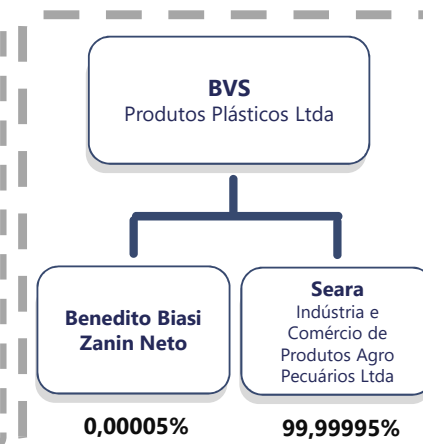 BVS
Produtos Plásticos Ltda
Benedito Biasi
Zanin Neto
0,00005%
Seara
Indústria e
Comércio de
Produtos Agro
Pecuários Ltda
99,99995%